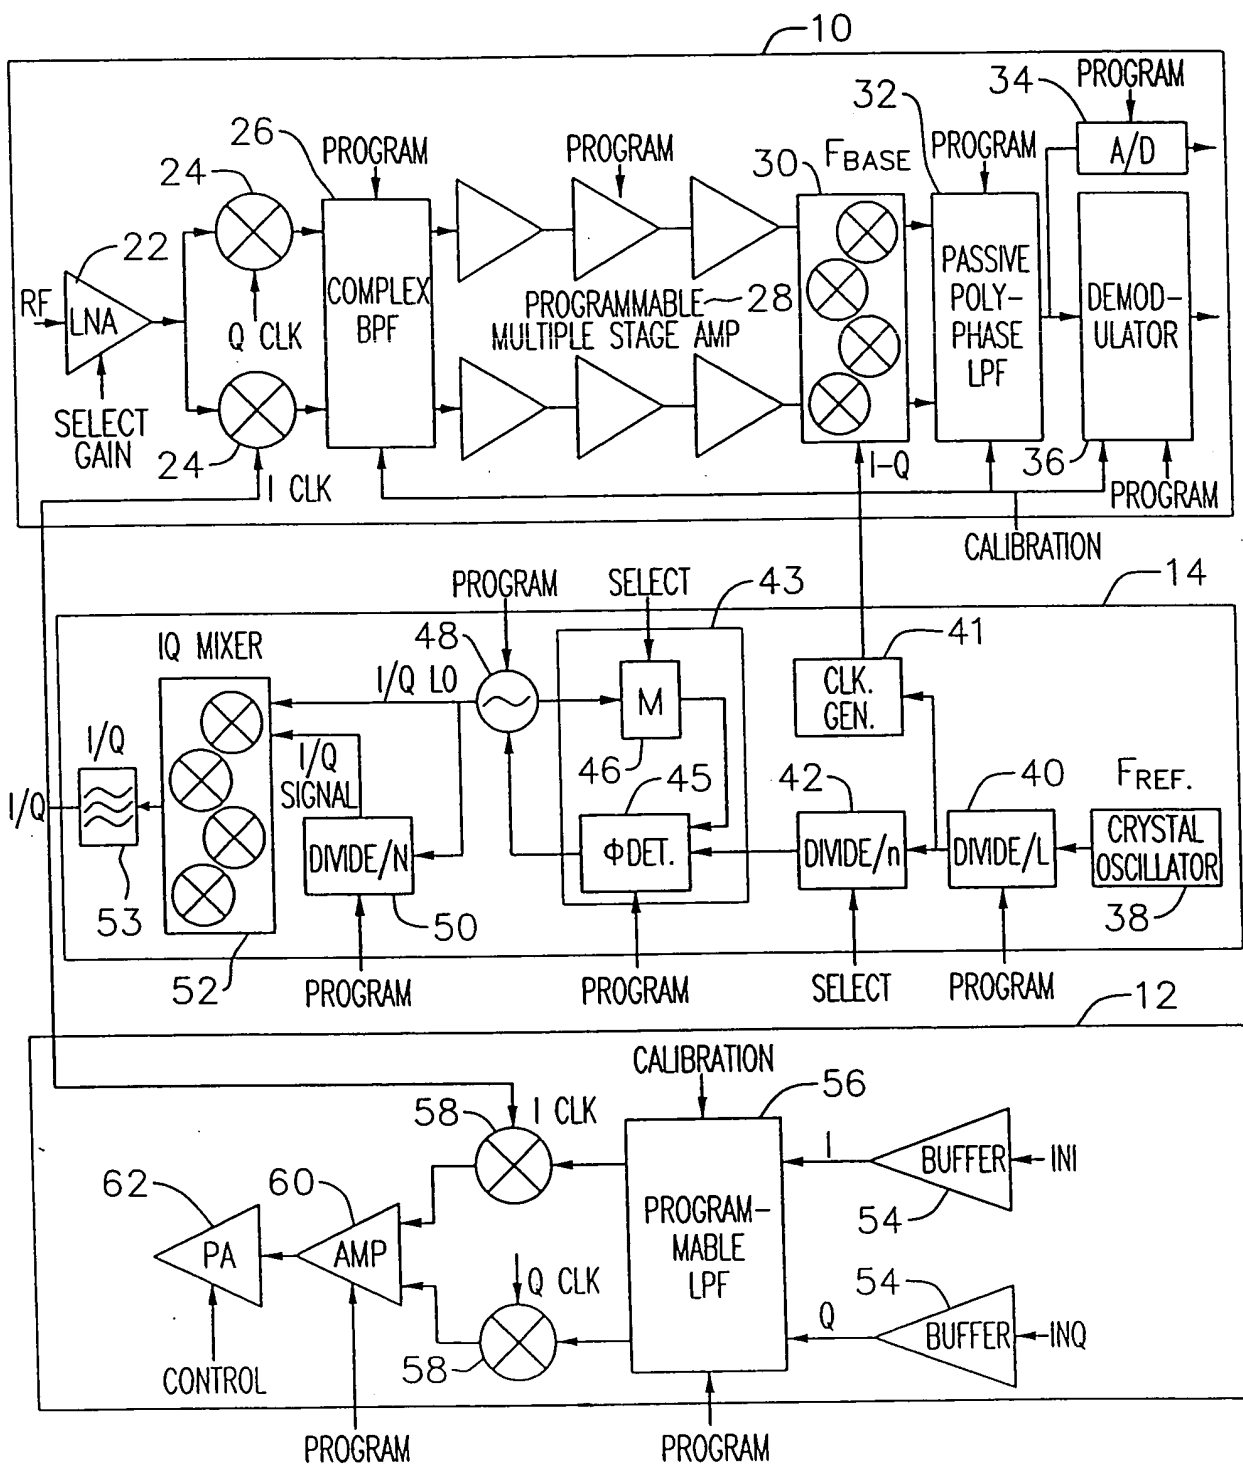 10
PROGRAM
34
32
A/D
26
PROGRAM
PROGRAM
FBASE
PROGRAM
24
30
22
COMPLEX
BPF
PASSIVE
POLY-
PHASE
LPF
DEMOD-
ULATOR
RF
LNA
Q CLK
PROGRAMMABLE
MULTIPLE STAGE AMP
28
SELECT
GAIN
24
I CLK
I-Q
36
PROGRAM
CALIBRATION
PROGRAM
SELECT
43
14
IQ MIXER
48
41
I/Q LO
M
CLK.
GEN.
I/Q
I/Q
SIGNAL
46
45
42
40
FREF.
I/Q
DIVIDE/N
ΦDET.
DIVIDE/n
DIVIDE/L
CRYSTAL
OSCILLATOR
53
50
38
52
PROGRAM
PROGRAM
SELECT
PROGRAM
12
CALIBRATION
56
58
I CLK
I
BUFFER
INI
62
60
54
PROGRAM-
MABLE
LPF
PA
AMP
Q CLK
54
Q
BUFFER
INQ
58
CONTROL
PROGRAM
PROGRAM